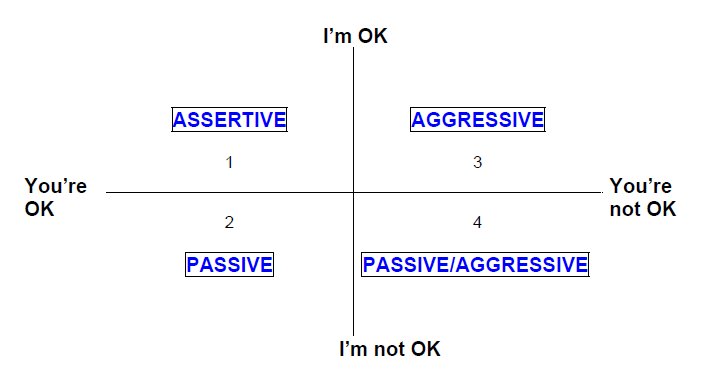 I'm OK
ASSERTIVE
AGGRESSIVE
1
3
You're
OK
You're
not OK
2
4
PASSIVE
PASSIVE/AGGRESSIVE
I'm not OK